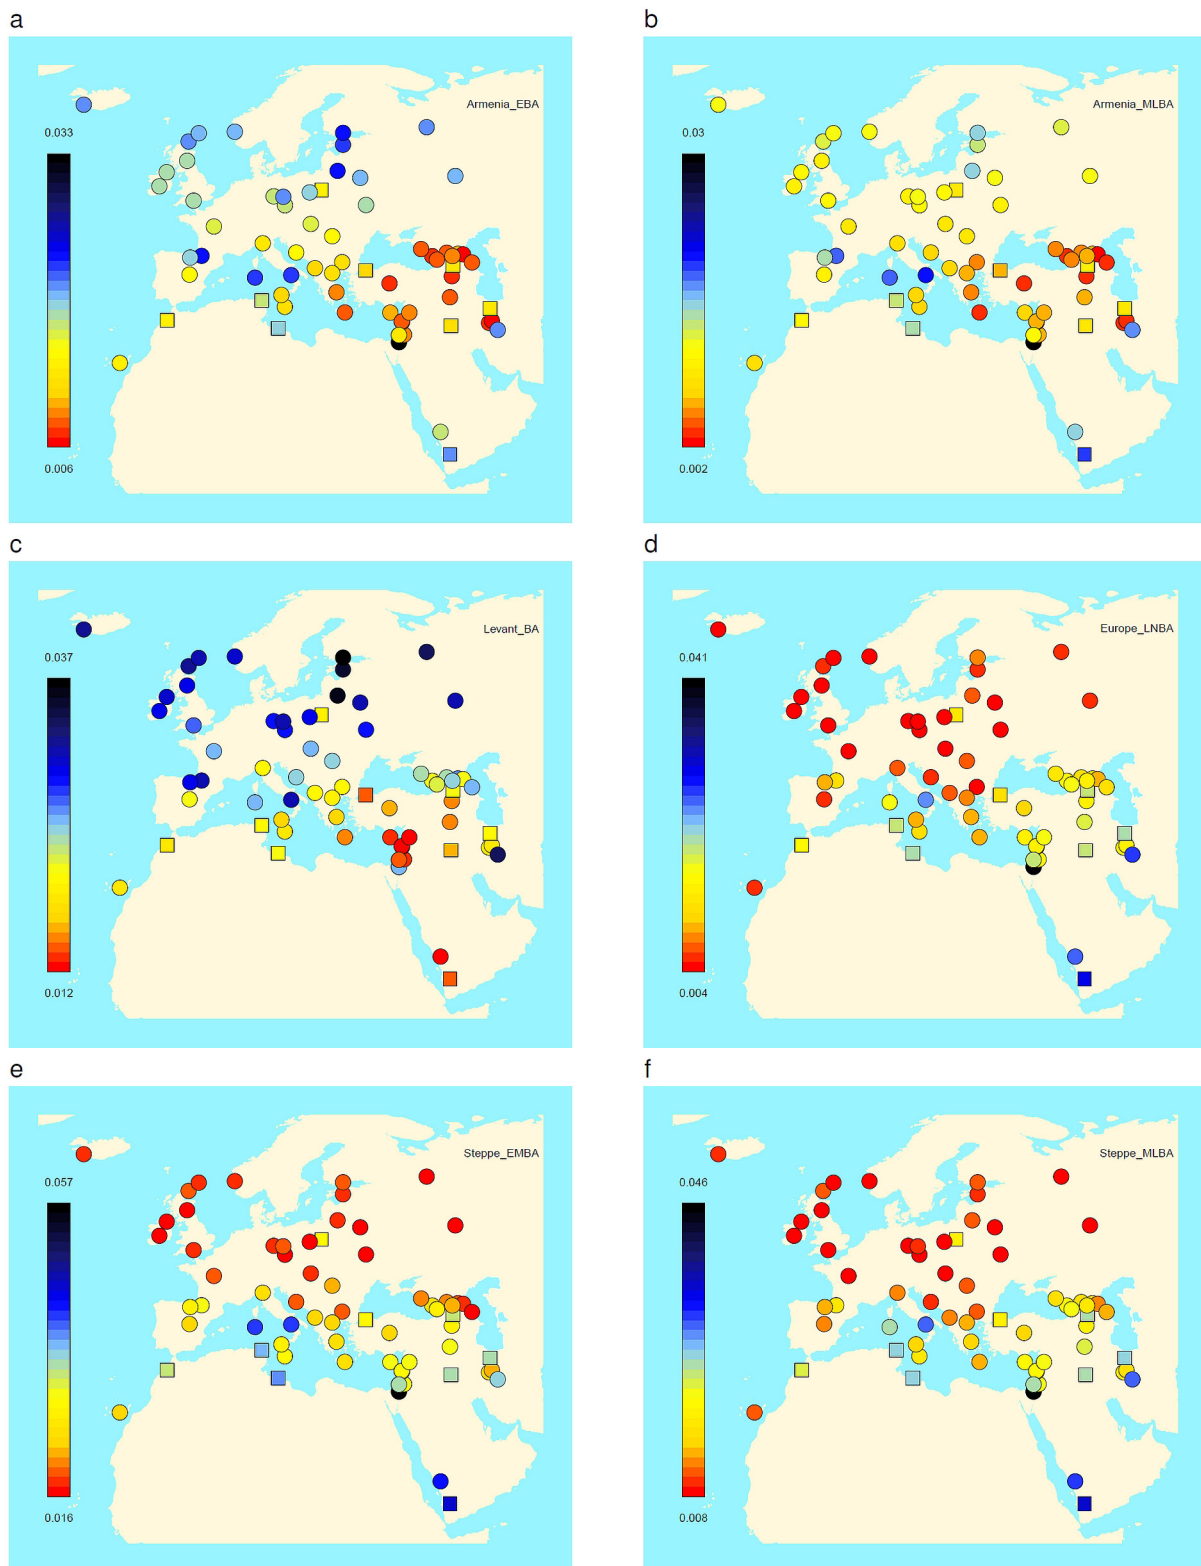 a
Armenia_EBA
0.033
0.006
b
Armenia_MLBA
0.03
0.002
c
Levant_BA
0.037
0.012
d
Europe_LNBA
0.041
0.004
e
Steppe_EMBA
0.057
0.016
f
Steppe_MLBA
0.046
0.008